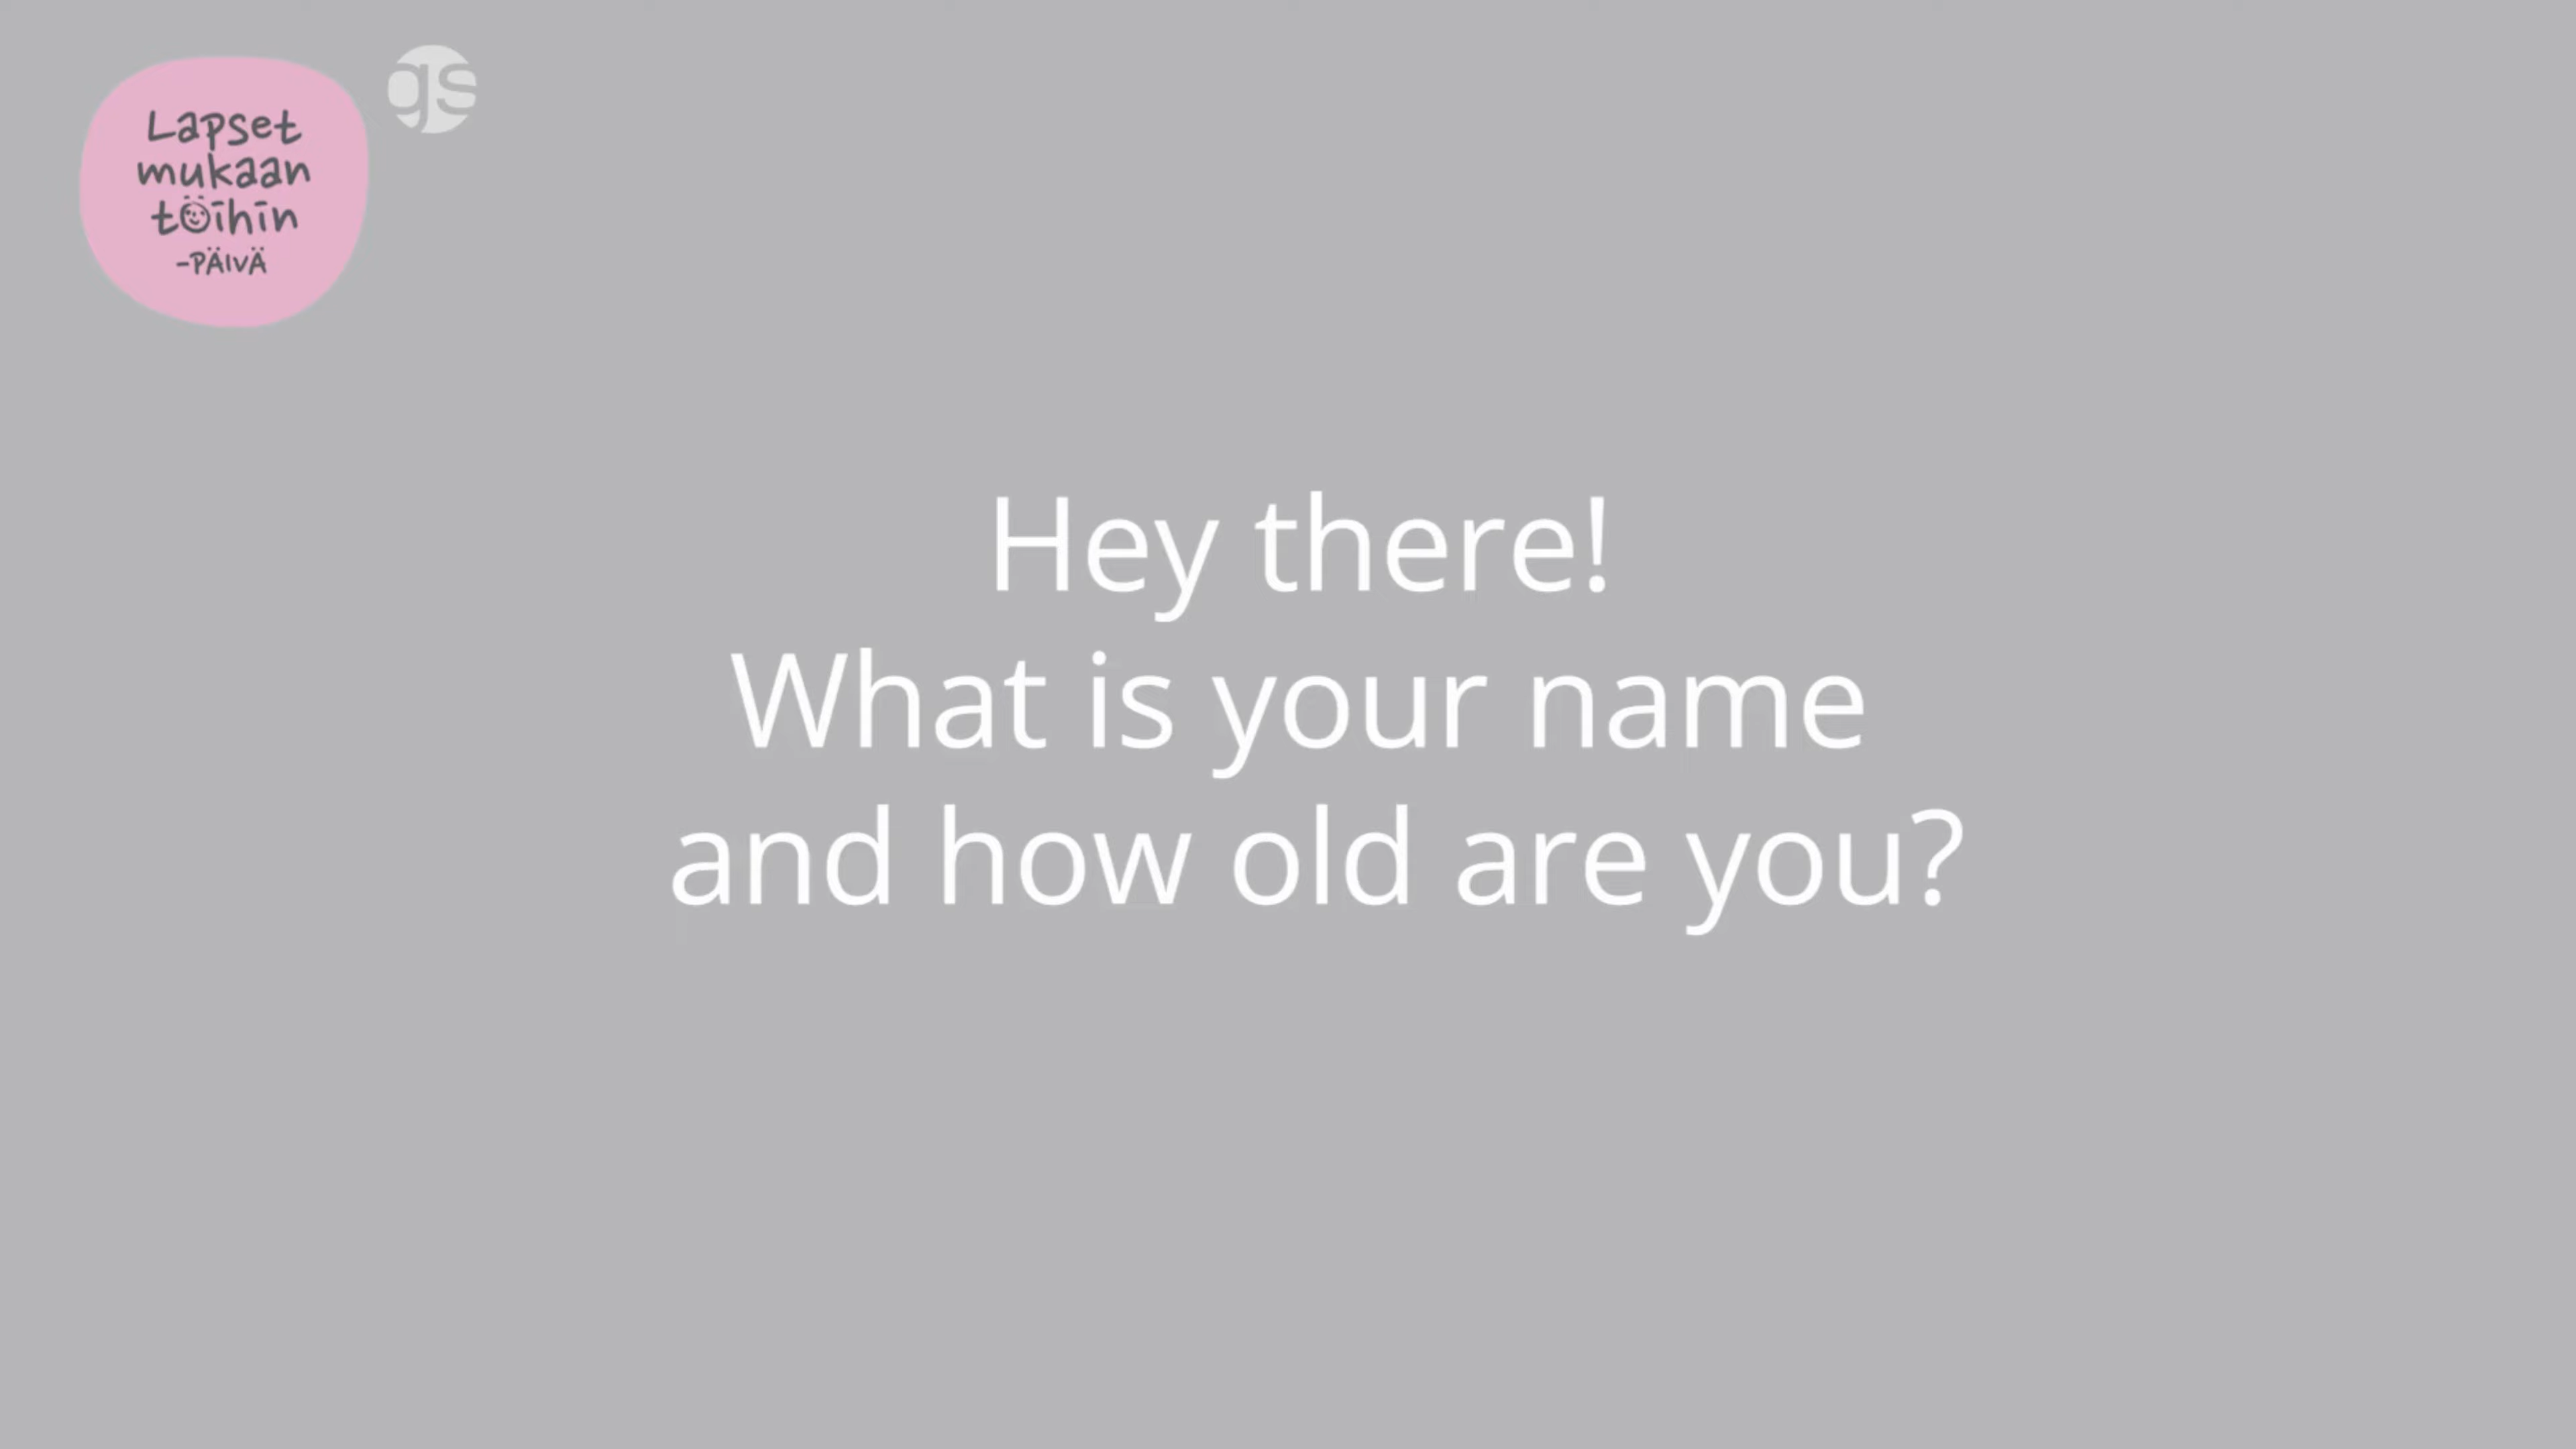 Lapset
mukaan
töihin
-PÄIVÄ
gs
Hey there!
What is your name
and how old are you?